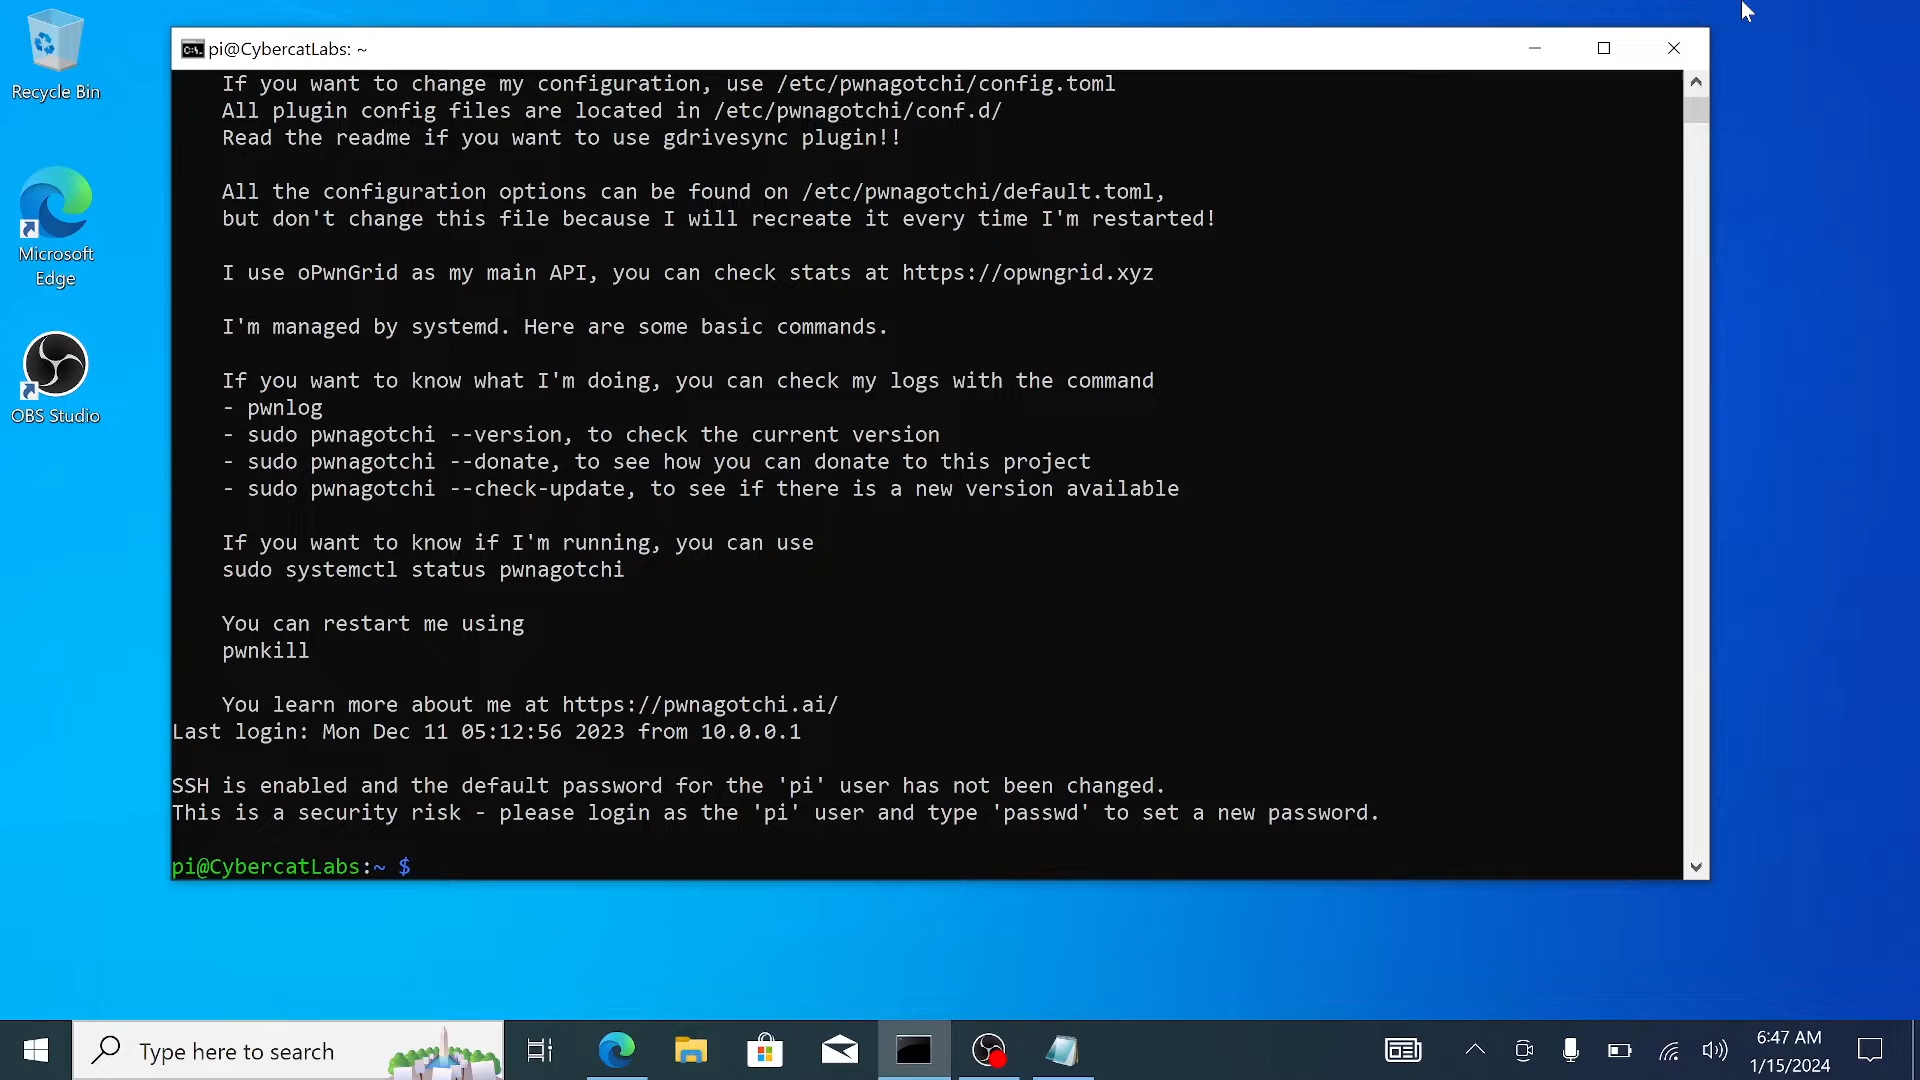 Recycle Bin
Microsoft
Edge
OBS Studio
pi@CybercatLabs: ~
If you want to change my configuration, use /etc/pwnagotchi/config.toml
All plugin config files are located in /etc/pwnagotchi/conf.d/
Read the readme if you want to use gdrivesync plugin!!
All the configuration options can be found on /etc/pwnagotchi/default.toml,
but don't change this file because I will recreate it every time I'm restarted!
I use oPwnGrid as my main API, you can check stats at https://opwngrid.xyz
I'm managed by systemd. Here are some basic commands.
If you want to know what I'm doing, you can check my logs with the command
- pwnlog
- sudo pwnagotchi --version, to check the current version
- sudo pwnagotchi --donate, to see how you can donate to this project
- sudo pwnagotchi --check-update, to see if there is a new version available
If you want to know if I'm running, you can use
sudo systemctl status pwnagotchi
You can restart me using
pwnkill
You learn more about me at https://pwnagotchi.ai/
Last login: Mon Dec 11 05:12:56 2023 from 10.0.0.1
SSH is enabled and the default password for the 'pi' user has not been changed.
This is a security risk - please login as the 'pi' user and type 'passwd' to set a new password.
pi@CybercatLabs:~ $
Type here to search
6:47 AM
1/15/2024